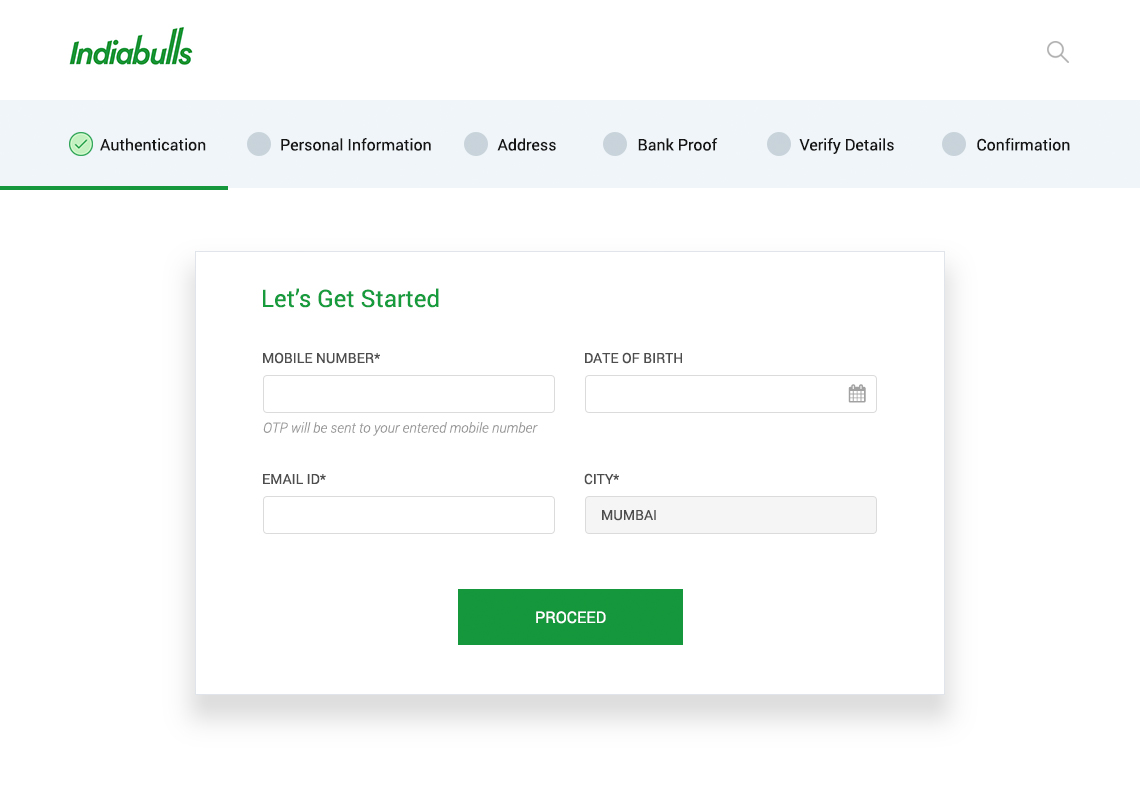 Indiabulls
Authentication Personal Information Address Bank Proof Verify Details Confirmation
Let’s Get Started
MOBILE NUMBER* DATE OF BIRTH
OTP will be sent to your entered mobile number
EMAIL ID* CITY*
MUMBAI
PROCEED